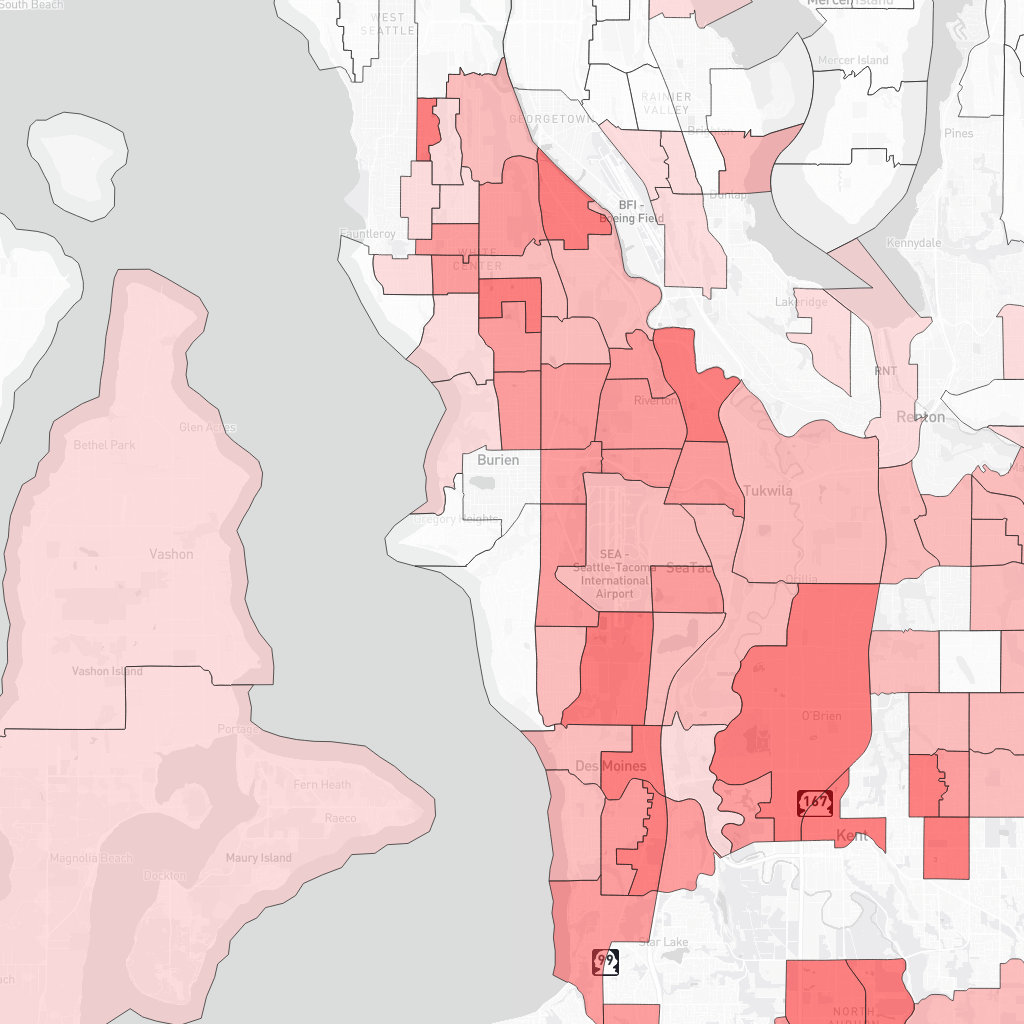 South Beach
WEST
SEATTLE
Mercer Island
Mercer Island
RAINIER
VALLEY
GEORGETOWN
Brighton
Pines
Dunlap
BFI -
Boeing Field
Fauntleroy
Kennydale
WHITE
CENTER
Lakeridge
RNT
Riverton
Renton
Glen Acres
Bethel Park
Burien
Tukwila
Gregory Heights
Vashon
SEA -
Seattle-Tacoma
International
Airport
SeaTac
Orillia
Vashon Island
O'Brien
Portage
Des Moines
Fern Heath
167
Raeco
Kent
Magnolia Beach
Maury Island
Dockton
Star Lake
99
NORTH
AUBURN